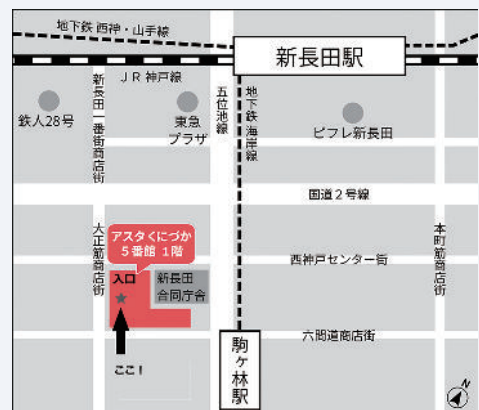 地下鉄 西神・山手線
新長田駅
JR 神戸線
新長田一番街商店街
五位池線
地下鉄 海岸線
鉄人28号
東急
プラザ
ピフレ新長田
国道2号線
大正筋商店街
アスタくにづか
5番館 1階
入口
新長田
合同庁舎
西神戸センター街
本町筋商店街
六間道商店街
駒ヶ林駅
ここ!
N